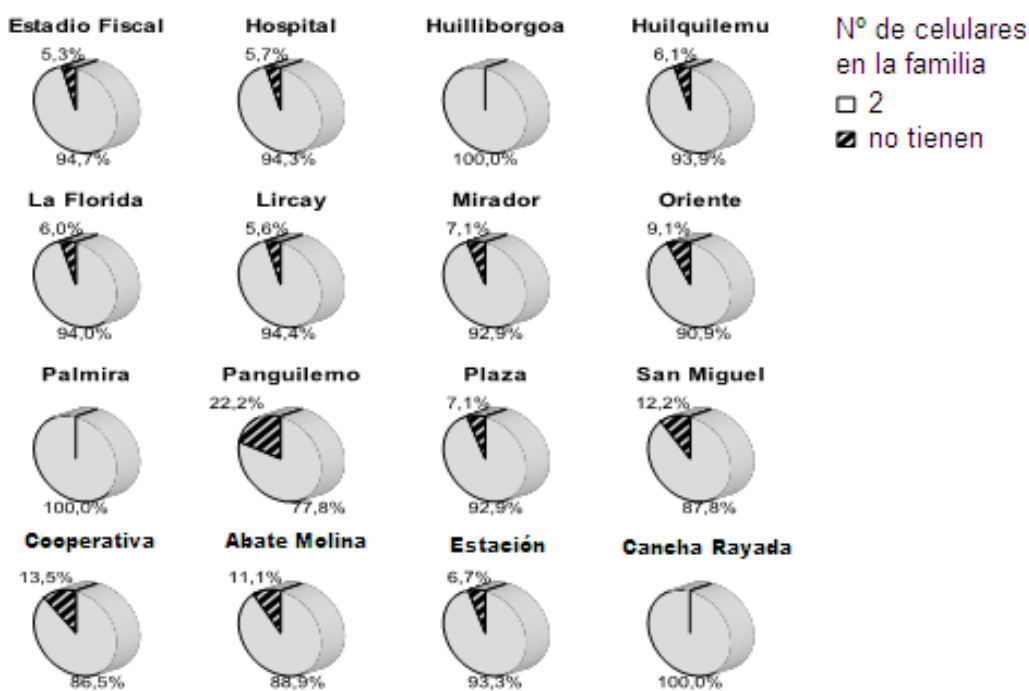 Estadio Fiscal
5,3%
94,7%
Hospital
5,7%
94,3%
Huilliborgoa
100,0%
Huilquilemu
6,1%
93,9%
Nº de celulares
en la familia
2
no tienen
La Florida
6,0%
94,0%
Lircay
5,6%
94,4%
Mirador
7,1%
92,9%
Oriente
9,1%
90,9%
Palmira
100,0%
Panguilemo
22,2%
77,8%
Plaza
7,1%
92,9%
San Miguel
12,2%
87,8%
Cooperativa
13,5%
86,5%
Abate Molina
11,1%
88,9%
Estación
6,7%
93,3%
Cancha Rayada
100,0%